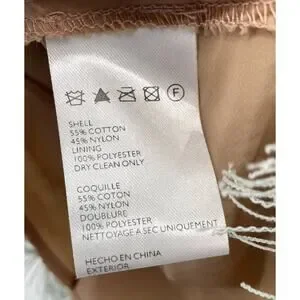 F
SHELL
55% COTTON
45% NYLON
LINING
100% POLYESTER
DRY CLEAN ONLY
COQUILLE
55% COTON
45% NYLON
DOUBLURE
100% POLYESTER
NETTOYAGE A SEC UNIQUEMENT
HECHO EN CHINA
EXTERIOR